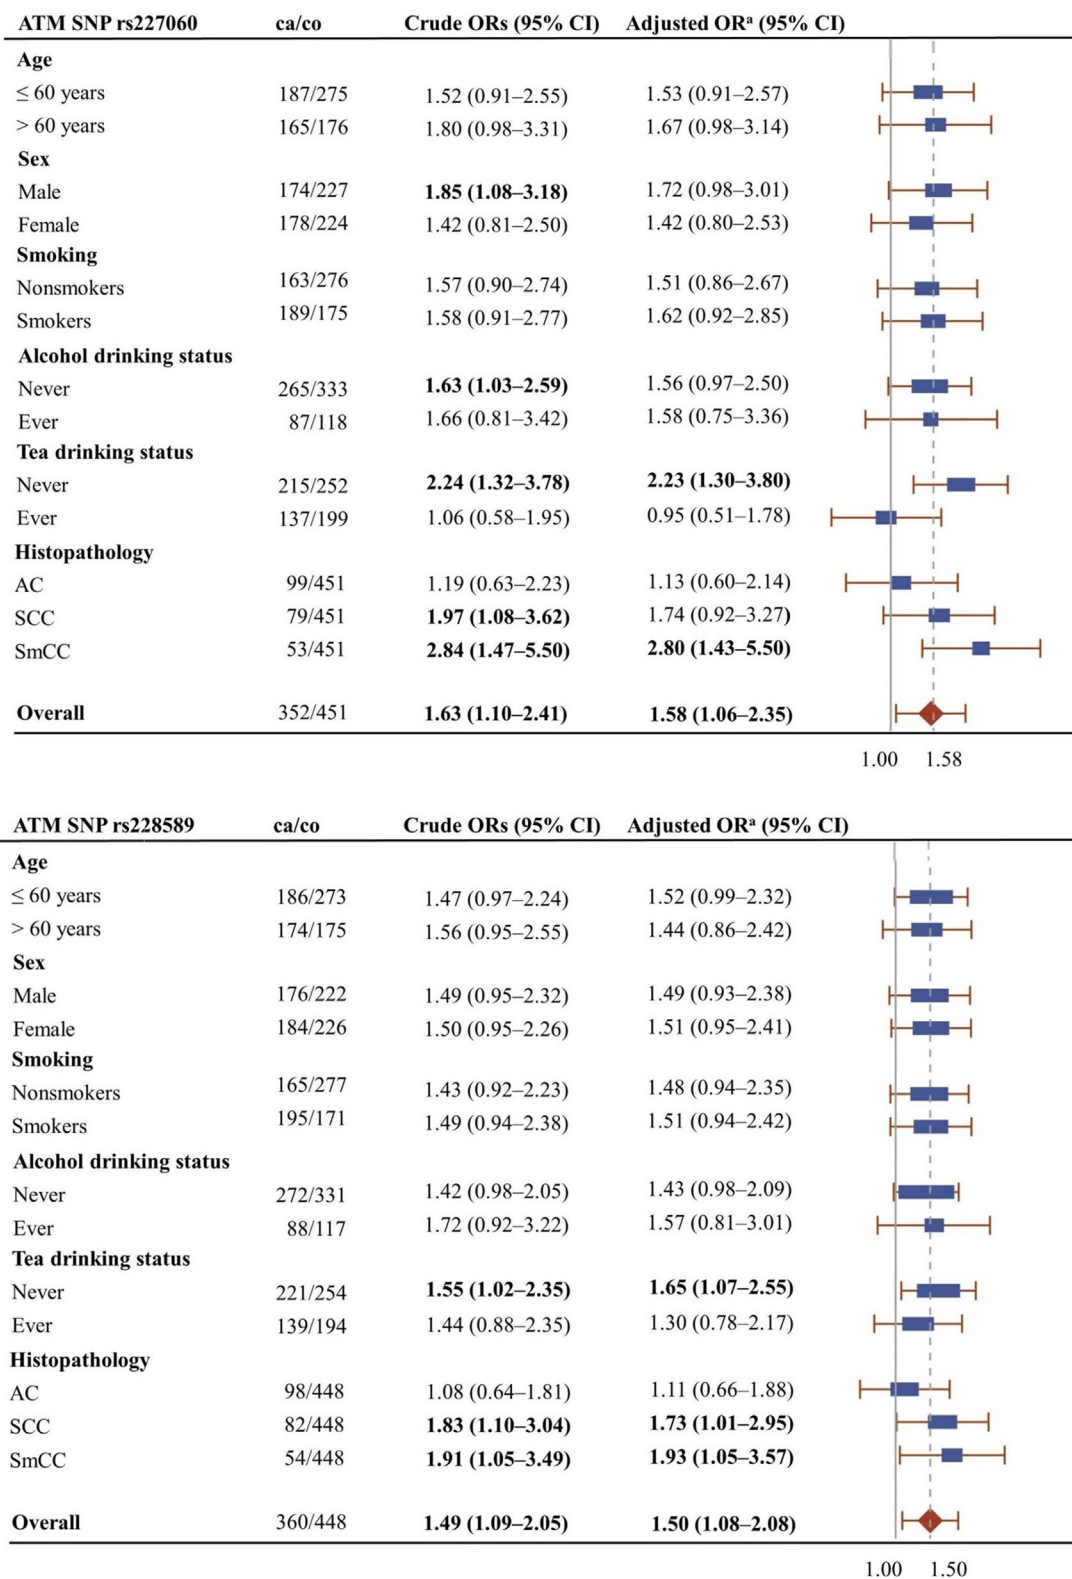 ATM SNP rs227060 ca/co Crude ORs (95% CI) Adjusted ORᵃ (95% CI)
Age
≤ 60 years 187/275 1.52 (0.91–2.55) 1.53 (0.91–2.57)
> 60 years 165/176 1.80 (0.98–3.31) 1.67 (0.98–3.14)
Sex
Male 174/227 1.85 (1.08–3.18) 1.72 (0.98–3.01)
Female 178/224 1.42 (0.81–2.50) 1.42 (0.80–2.53)
Smoking
Nonsmokers 163/276 1.57 (0.90–2.74) 1.51 (0.86–2.67)
Smokers 189/175 1.58 (0.91–2.77) 1.62 (0.92–2.85)
Alcohol drinking status
Never 265/333 1.63 (1.03–2.59) 1.56 (0.97–2.50)
Ever 87/118 1.66 (0.81–3.42) 1.58 (0.75–3.36)
Tea drinking status
Never 215/252 2.24 (1.32–3.78) 2.23 (1.30–3.80)
Ever 137/199 1.06 (0.58–1.95) 0.95 (0.51–1.78)
Histopathology
AC 99/451 1.19 (0.63–2.23) 1.13 (0.60–2.14)
SCC 79/451 1.97 (1.08–3.62) 1.74 (0.92–3.27)
SmCC 53/451 2.84 (1.47–5.50) 2.80 (1.43–5.50)
Overall 352/451 1.63 (1.10–2.41) 1.58 (1.06–2.35)
1.00 1.58
ATM SNP rs228589 ca/co Crude ORs (95% CI) Adjusted ORᵃ (95% CI)
Age
≤ 60 years 186/273 1.47 (0.97–2.24) 1.52 (0.99–2.32)
> 60 years 174/175 1.56 (0.95–2.55) 1.44 (0.86–2.42)
Sex
Male 176/222 1.49 (0.95–2.32) 1.49 (0.93–2.38)
Female 184/226 1.50 (0.95–2.26) 1.51 (0.95–2.41)
Smoking
Nonsmokers 165/277 1.43 (0.92–2.23) 1.48 (0.94–2.35)
Smokers 195/171 1.49 (0.94–2.38) 1.51 (0.94–2.42)
Alcohol drinking status
Never 272/331 1.42 (0.98–2.05) 1.43 (0.98–2.09)
Ever 88/117 1.72 (0.92–3.22) 1.57 (0.81–3.01)
Tea drinking status
Never 221/254 1.55 (1.02–2.35) 1.65 (1.07–2.55)
Ever 139/194 1.44 (0.88–2.35) 1.30 (0.78–2.17)
Histopathology
AC 98/448 1.08 (0.64–1.81) 1.11 (0.66–1.88)
SCC 82/448 1.83 (1.10–3.04) 1.73 (1.01–2.95)
SmCC 54/448 1.91 (1.05–3.49) 1.93 (1.05–3.57)
Overall 360/448 1.49 (1.09–2.05) 1.50 (1.08–2.08)
1.00 1.50